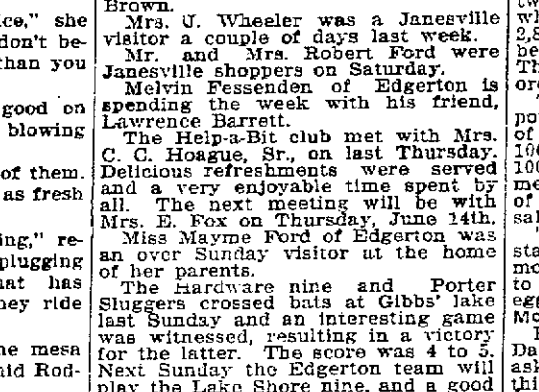 ice," she
don't be-
than you
good on
blowing
of them.
as fresh
ing," re-
plugging
hat has
hey ride
he mesa
Rod-
Brown.
Mrs. U. Wheeler was a Janesville
visitor a couple of days last week.
Mr. and Mrs. Robert Ford were
Janesville shoppers on Saturday.
Melvin Fessenden of Edgerton is
spending the week with his friend,
Lawrence Barrett.
The Help-a-Bit club met with Mrs.
C. C. Hoague, Sr., on last Thursday.
Delicious refreshments were served
and a very enjoyable time spent by
all. The next meeting will be with
Mrs. E. Fox on Thursday, June 14th.
Miss Mayme Ford of Edgerton was
an over Sunday visitor at the home
of her parents.
The Hardware nine and Porter
Sluggers crossed bats at Gibbs' lake
last Sunday and an interesting game
was witnessed, resulting in a victory
for the latter. The score was 4 to 5.
Next Sunday the Edgerton team will
play the Lake Shore nine, and a good
tw
wh
2,8
be
Th
ord
pou
of
100
100
me
of
sal
sta
mo
to
egg
Mc
Da
ask
thi